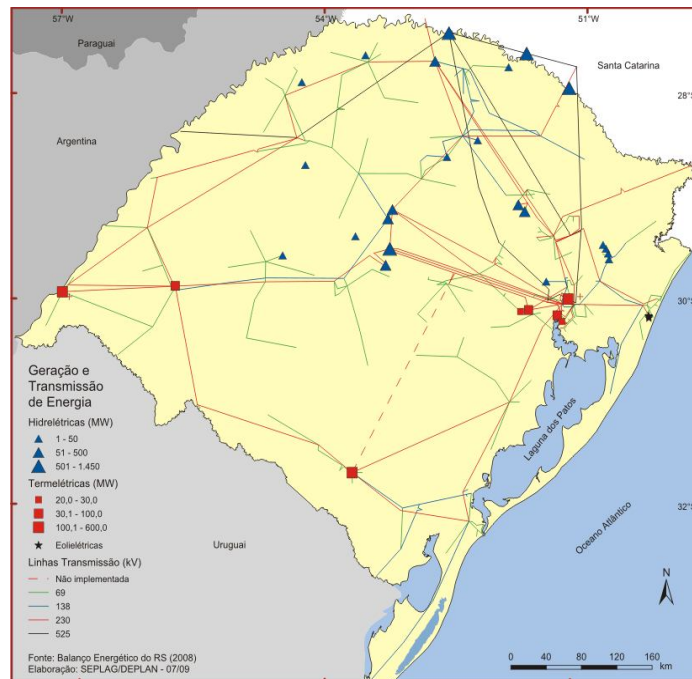 57°W
54°W
51°W
Paraguai
Santa Catarina
28°S
Argentina
30°S
Geração e
Transmissão
de Energia
Hidrelétricas (MW)
1 - 50
51 - 500
501 - 1.450
Termelétricas (MW)
20,0 - 30,0
30,1 - 100,0
100,1 - 600,0
Eolielétricas
Linhas Transmissão (kV)
Não implementada
69
138
230
525
Laguna dos Patos
32°S
Oceano Atlântico
Uruguai
N
0 40 80 120 160
km
Fonte: Balanço Energético do RS (2008)
Elaboração: SEPLAG/DEPLAN - 07/09